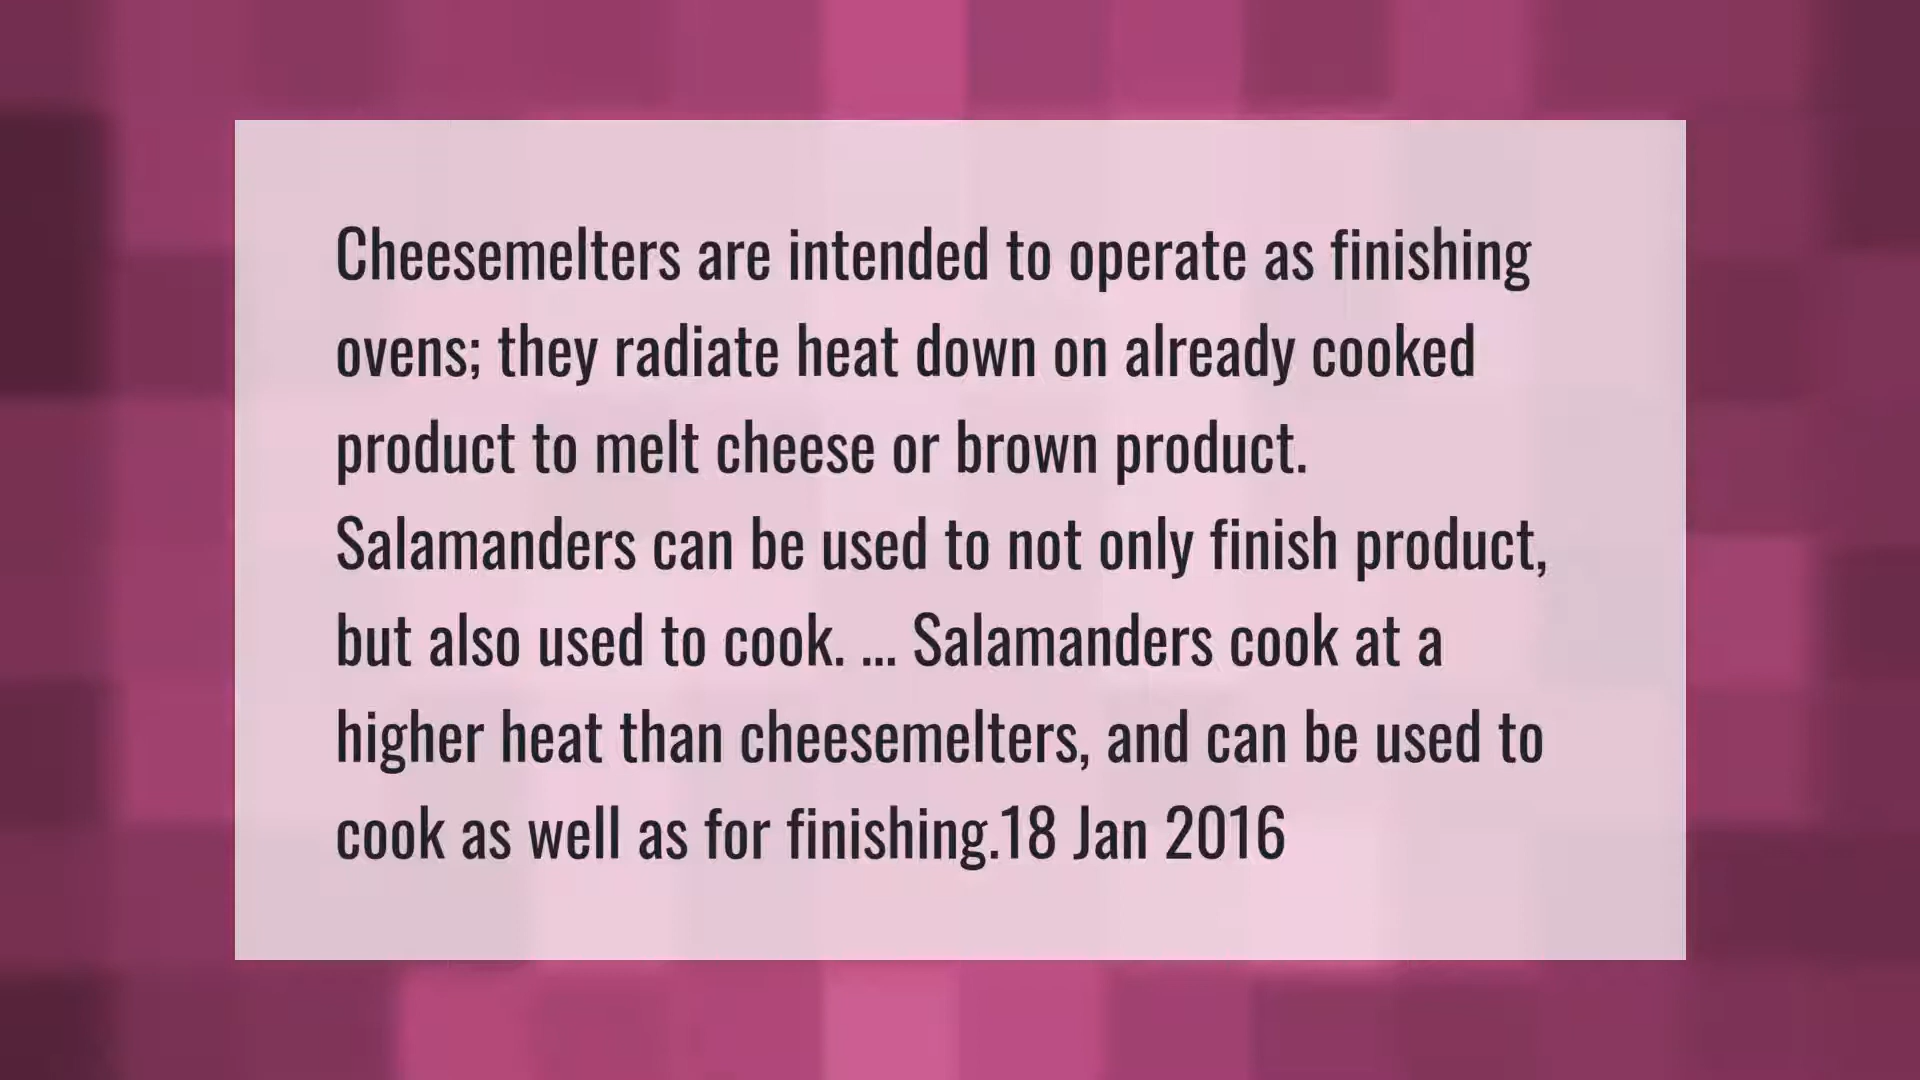 Cheesemelters are intended to operate as finishing
ovens; they radiate heat down on already cooked
product to melt cheese or brown product.
Salamanders can be used to not only finish product,
but also used to cook. ... Salamanders cook at a
higher heat than cheesemelters, and can be used to
cook as well as for finishing.18 Jan 2016